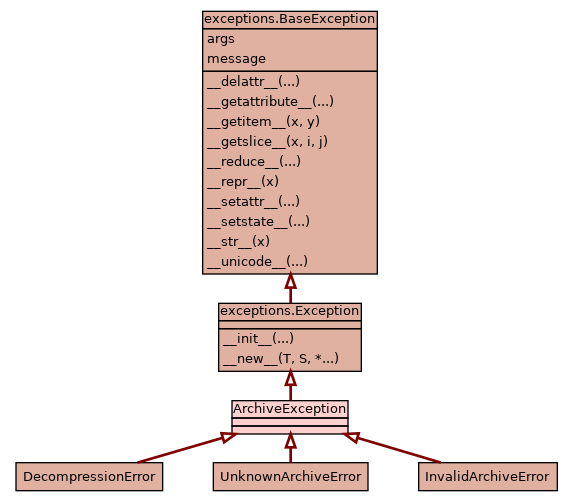 exceptions.BaseException
args
message
__delattr__(...)
__getattribute__(...)
__getitem__(x, y)
__getslice__(x, i, j)
__reduce__(...)
__repr__(x)
__setattr__(...)
__setstate__(...)
__str__(x)
__unicode__(...)
exceptions.Exception
__init__(...)
__new__(T, S, *...)
ArchiveException
DecompressionError
UnknownArchiveError
InvalidArchiveError